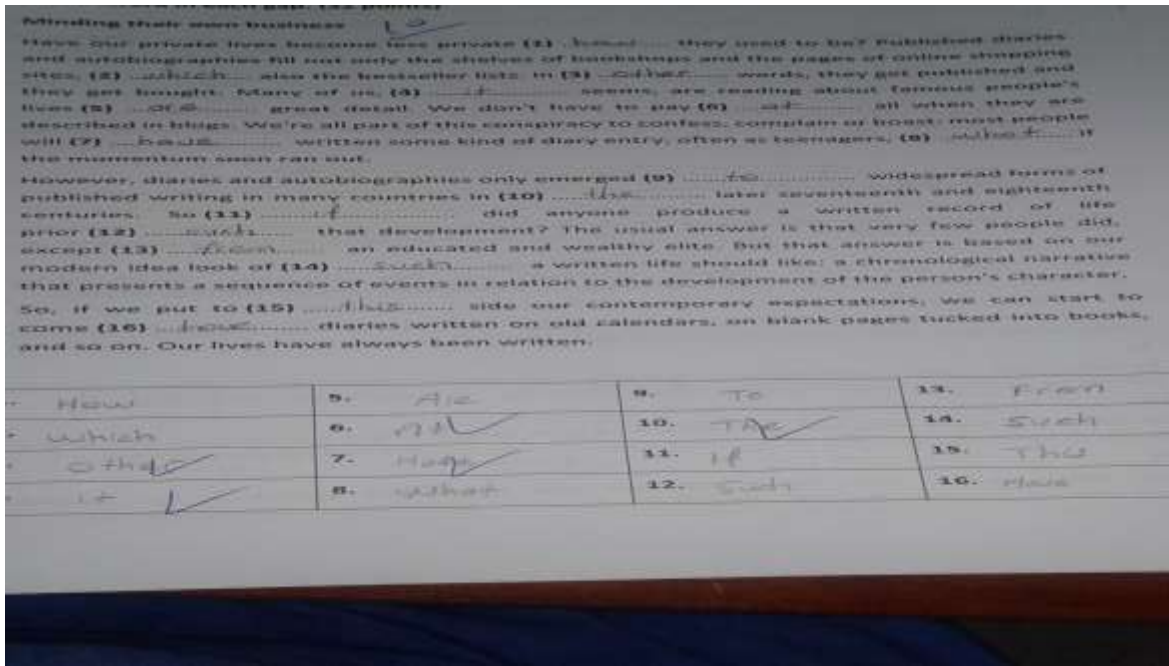 in each gap.
Minding their own business
Have our private lives become less private (1) ..how.. they used to be? Published diaries
and autobiographies fill not only the shelves of bookshops and the pages of online shopping
sites, (2) ..which.. also the bestseller lists. In (3) ..other.. words, they get published and
they get bought. Many of us, (4) ..it.. seems, are reading about famous people's
lives (5) ..are.. great detail. We don't have to pay (6) ..at.. all when they are
described in blogs. We're all part of this conspiracy to confess, complain or boast: most people
will (7) ..have.. written some kind of diary entry, often as teenagers, (8) ..what.. if
the momentum soon ran out.
However, diaries and autobiographies only emerged (9) ..to.. widespread forms of
published writing in many countries in (10) ..the.. later seventeenth and eighteenth
centuries. So (11) ..if.. did anyone produce a written record of life
prior (12) ..such.. that development? The usual answer is that very few people did,
except (13) ..from.. an educated and wealthy elite. But that answer is based on our
modern idea look of (14) ..such.. a written life should like: a chronological narrative
that presents a sequence of events in relation to the development of the person's character.
So, if we put to (15) ..this.. side our contemporary expectations, we can start to
come (16) ..have.. diaries written on old calendars, on blank pages tucked into books,
and so on. Our lives have always been written.
How 5. Are 9. To 13. From
which 6. At 10. The 14. Such
other 7. Have 11. If 15. This
it 8. What 12. Such 16. Have